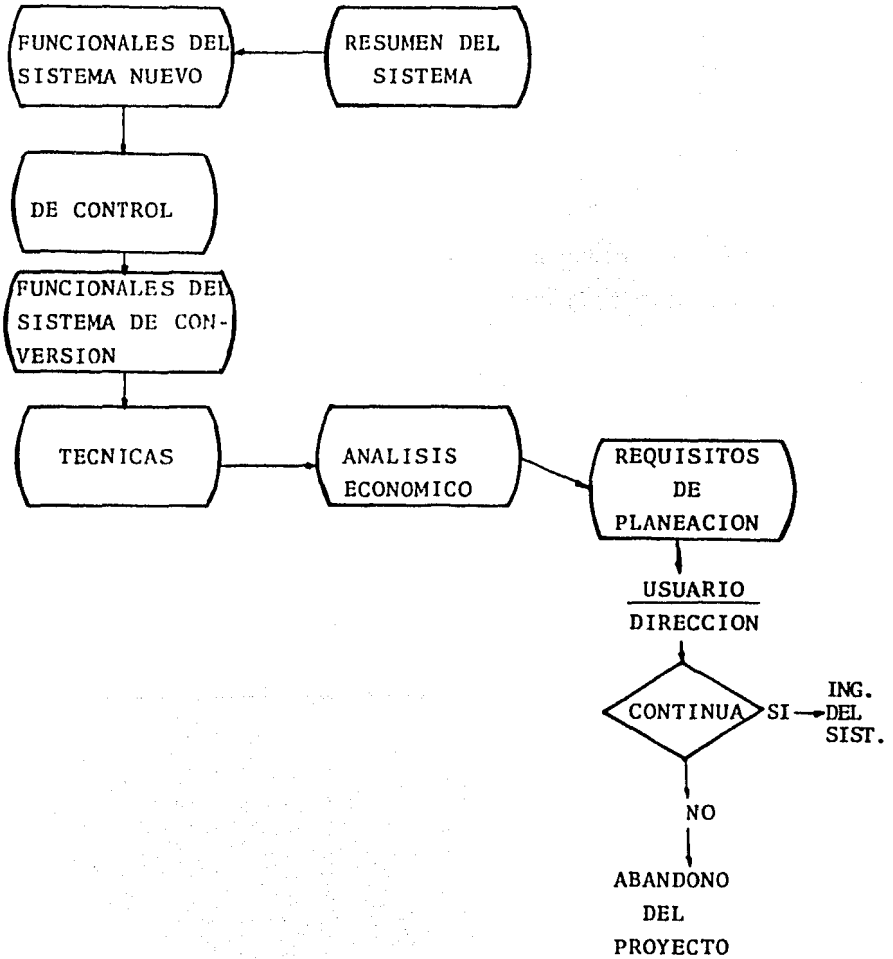 FUNCIONALES DEL
SISTEMA NUEVO
RESUMEN DEL
SISTEMA
DE CONTROL
FUNCIONALES DEL
SISTEMA DE CON-
VERSION
TECNICAS
ANALISIS
ECONOMICO
REQUISITOS
DE
PLANEACION
USUARIO
DIRECCION
CONTINUA
SI
ING.
DEL
SIST.
NO
ABANDONO
DEL
PROYECTO